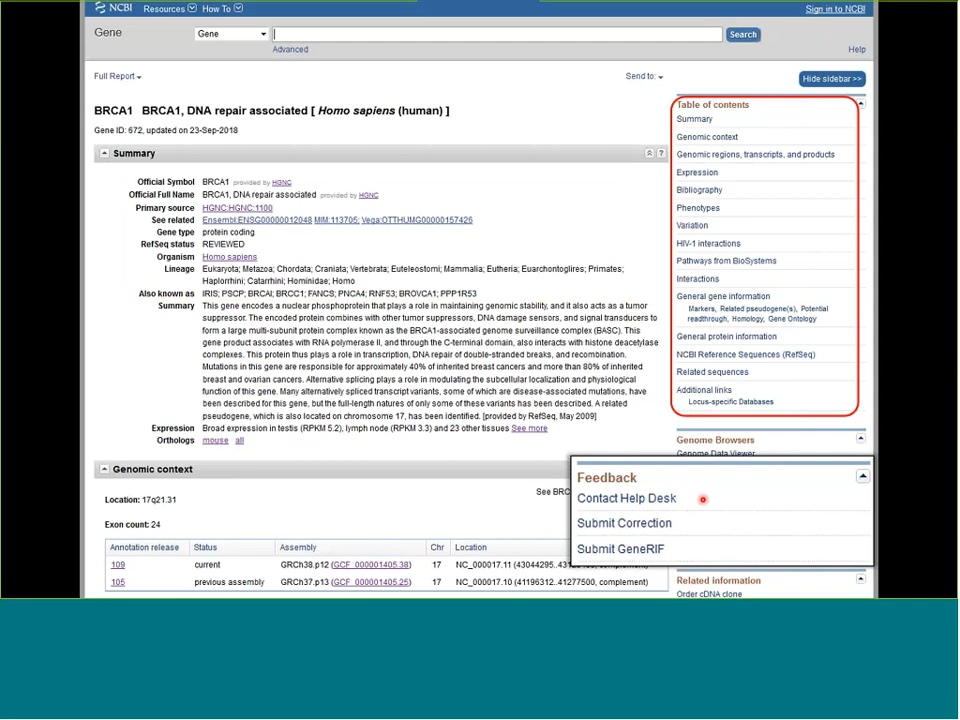 NCBI Resources How To Sign in to NCBI
Gene Gene Search
Advanced Help
Full Report Send to: Hide sidebar >>
BRCA1 BRCA1, DNA repair associated [ Homo sapiens (human) ]
Gene ID: 672, updated on 23-Sep-2018
Summary
Official Symbol BRCA1 provided by HGNC
Official Full Name BRCA1, DNA repair associated provided by HGNC
Primary source HGNC:HGNC:1100
See related Ensembl:ENSG00000012048 MIM:113705; Vega:OTTHUMG00000157426
Gene type protein coding
RefSeq status REVIEWED
Organism Homo sapiens
Lineage Eukaryota; Metazoa; Chordata; Craniata; Vertebrata; Euteleostomi; Mammalia; Eutheria; Euarchontoglires; Primates;
Haplorrhini; Catarrhini; Hominidae; Homo
Also known as IRIS; PSCP; BRCAI; BRCC1; FANCS; PNCA4; RNF53; BROVCA1; PPP1R53
Summary This gene encodes a nuclear phosphoprotein that plays a role in maintaining genomic stability, and it also acts as a tumor
suppressor. The encoded protein combines with other tumor suppressors, DNA damage sensors, and signal transducers to
form a large multi-subunit protein complex known as the BRCA1-associated genome surveillance complex (BASC). This
gene product associates with RNA polymerase II, and through the C-terminal domain, also interacts with histone deacetylase
complexes. This protein thus plays a role in transcription, DNA repair of double-stranded breaks, and recombination.
Mutations in this gene are responsible for approximately 40% of inherited breast cancers and more than 80% of inherited
breast and ovarian cancers. Alternative splicing plays a role in modulating the subcellular localization and physiological
function of this gene. Many alternatively spliced transcript variants, some of which are disease-associated mutations, have
been described for this gene, but the full-length natures of only some of these variants has been described. A related
pseudogene, which is also located on chromosome 17, has been identified. [provided by RefSeq, May 2009]
Expression Broad expression in testis (RPKM 5.2), lymph node (RPKM 3.3) and 23 other tissues See more
Orthologs mouse all
Genomic context
Location: 17q21.31 See BRC
Exon count: 24
Annotation release Status Assembly Chr Location
109 current GRCh38.p12 (GCF_000001405.38) 17 NC_000017.11 (43044295..
105 previous assembly GRCh37.p13 (GCF_000001405.25) 17 NC_000017.10 (41196312..41277500, complement)
Table of contents
Summary
Genomic context
Genomic regions, transcripts, and products
Expression
Bibliography
Phenotypes
Variation
HIV-1 interactions
Pathways from BioSystems
Interactions
General gene information
Markers, Related pseudogene(s), Potential
readthrough, Homology, Gene Ontology
General protein information
NCBI Reference Sequences (RefSeq)
Related sequences
Additional links
Locus-specific Databases
Genome Browsers
Genome Data Viewer
Feedback
Contact Help Desk
Submit Correction
Submit GeneRIF
Related information
Order cDNA clone